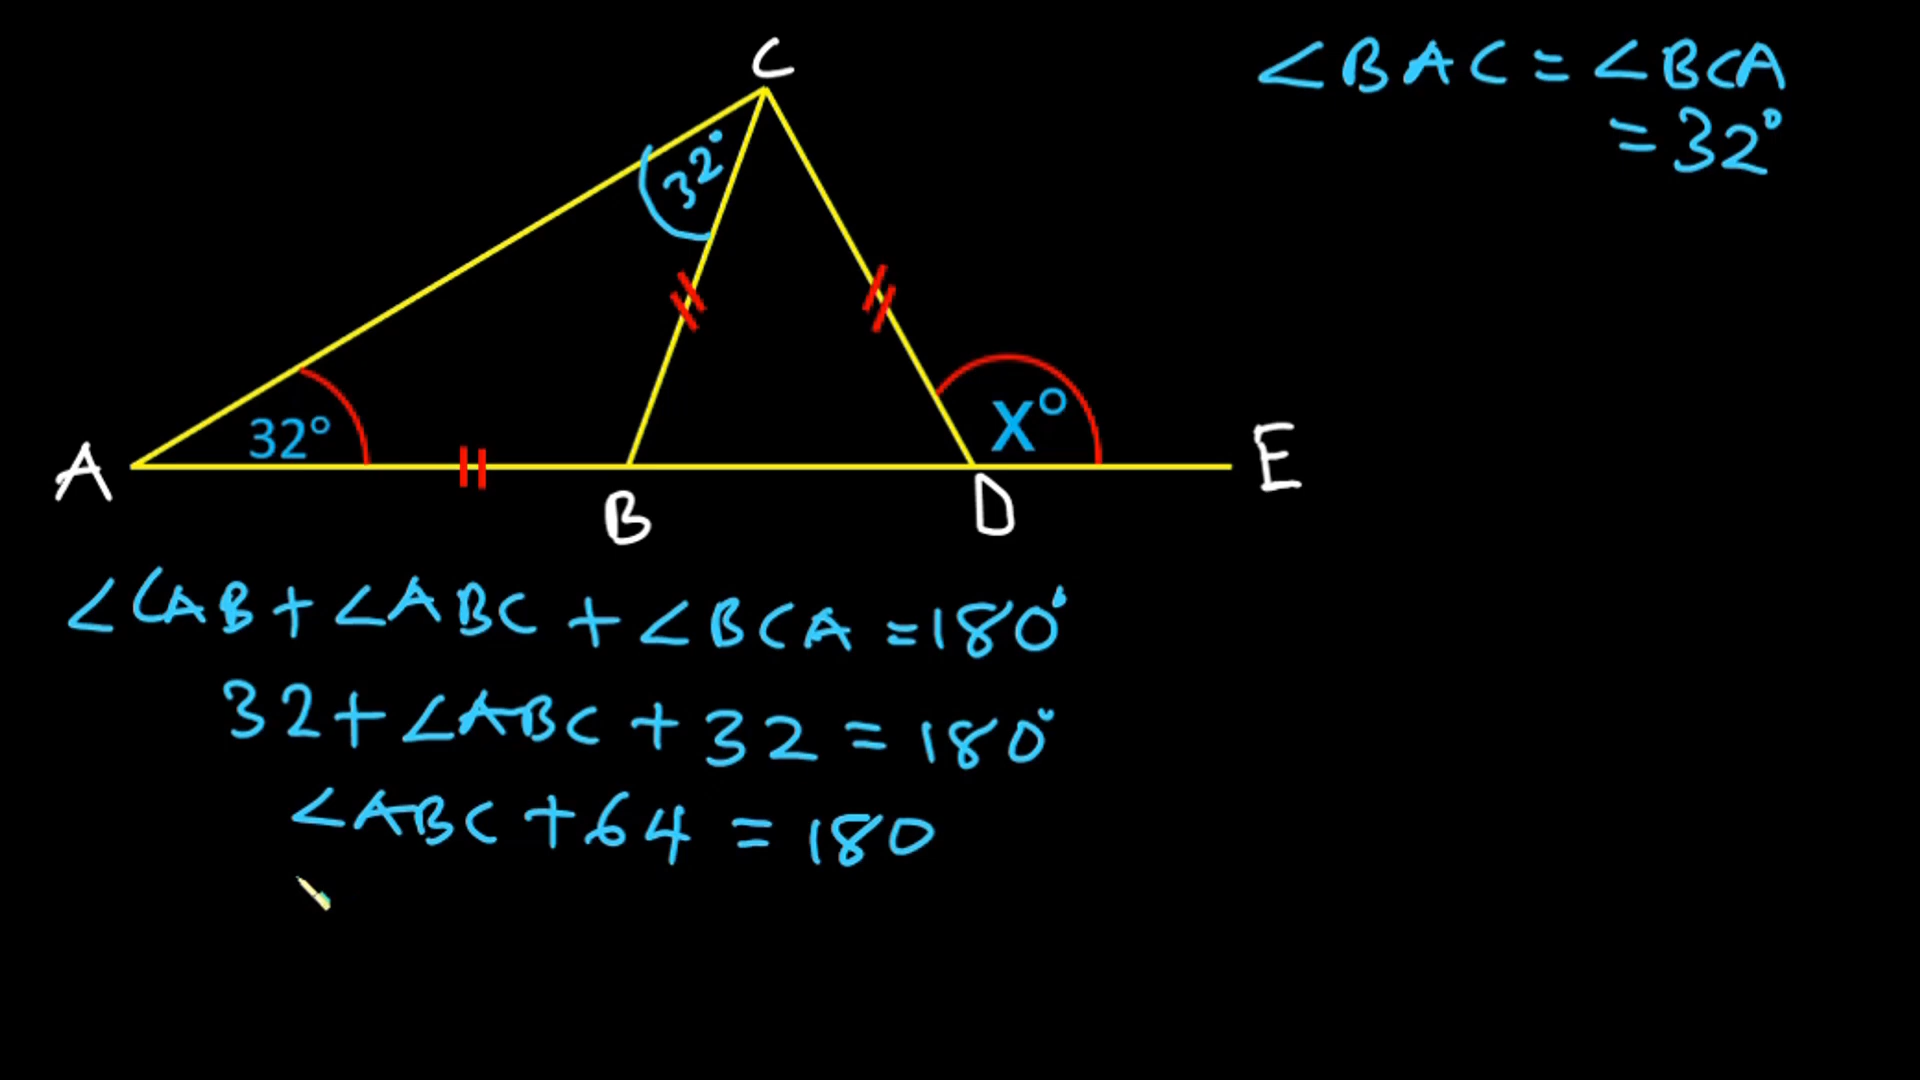 C
∠BAC = ∠BCA
= 32°
32°
32°
X°
A
B
D
E
∠CAB + ∠ABC + ∠BCA = 180°
32 + ∠ABC + 32 = 180°
∠ABC + 64 = 180